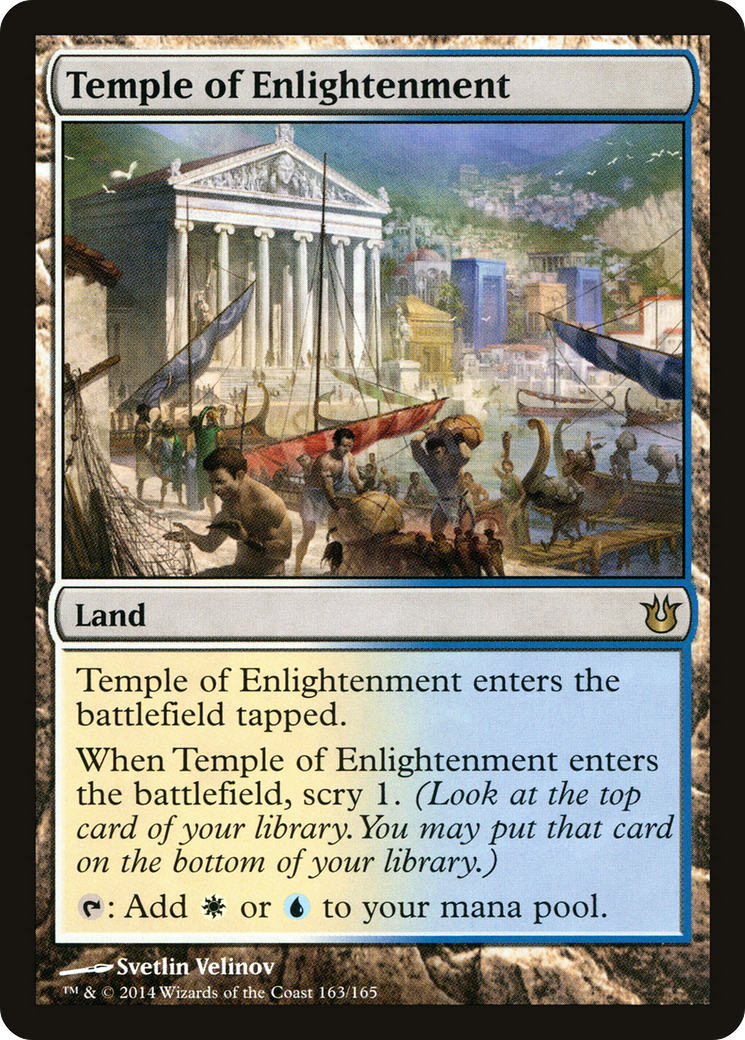 Temple of Enlightenment
Land
Temple of Enlightenment enters the
battlefield tapped.
When Temple of Enlightenment enters
the battlefield, scry 1. (Look at the top
card of your library. You may put that card
on the bottom of your library.)
: Add or to your mana pool.
Svetlin Velinov
™ & © 2014 Wizards of the Coast 163/165